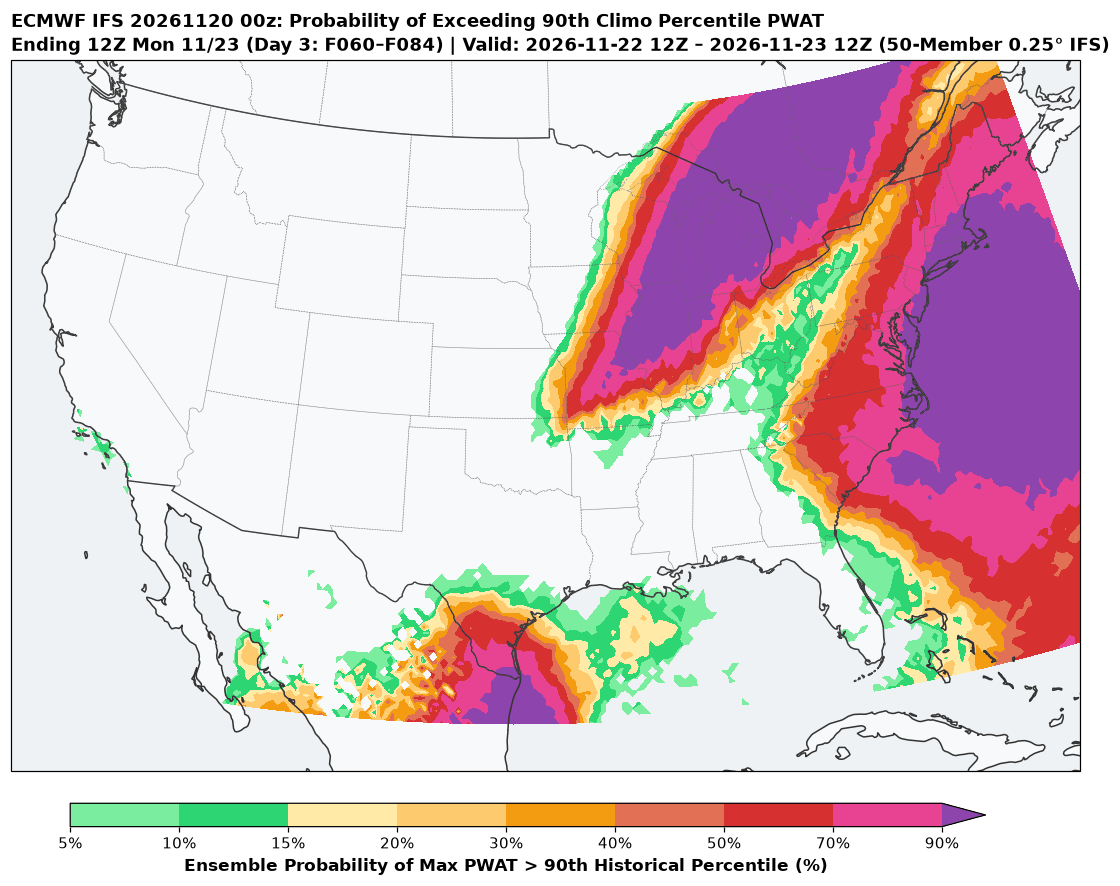 ECMWF IFS 20261120 00z: Probability of Exceeding 90th Climo Percentile PWAT
Ending 12Z Mon 11/23 (Day 3: F060–F084) | Valid: 2026-11-22 12Z – 2026-11-23 12Z (50-Member 0.25° IFS)
5% 10% 15% 20% 30% 40% 50% 70% 90%
Ensemble Probability of Max PWAT > 90th Historical Percentile (%)